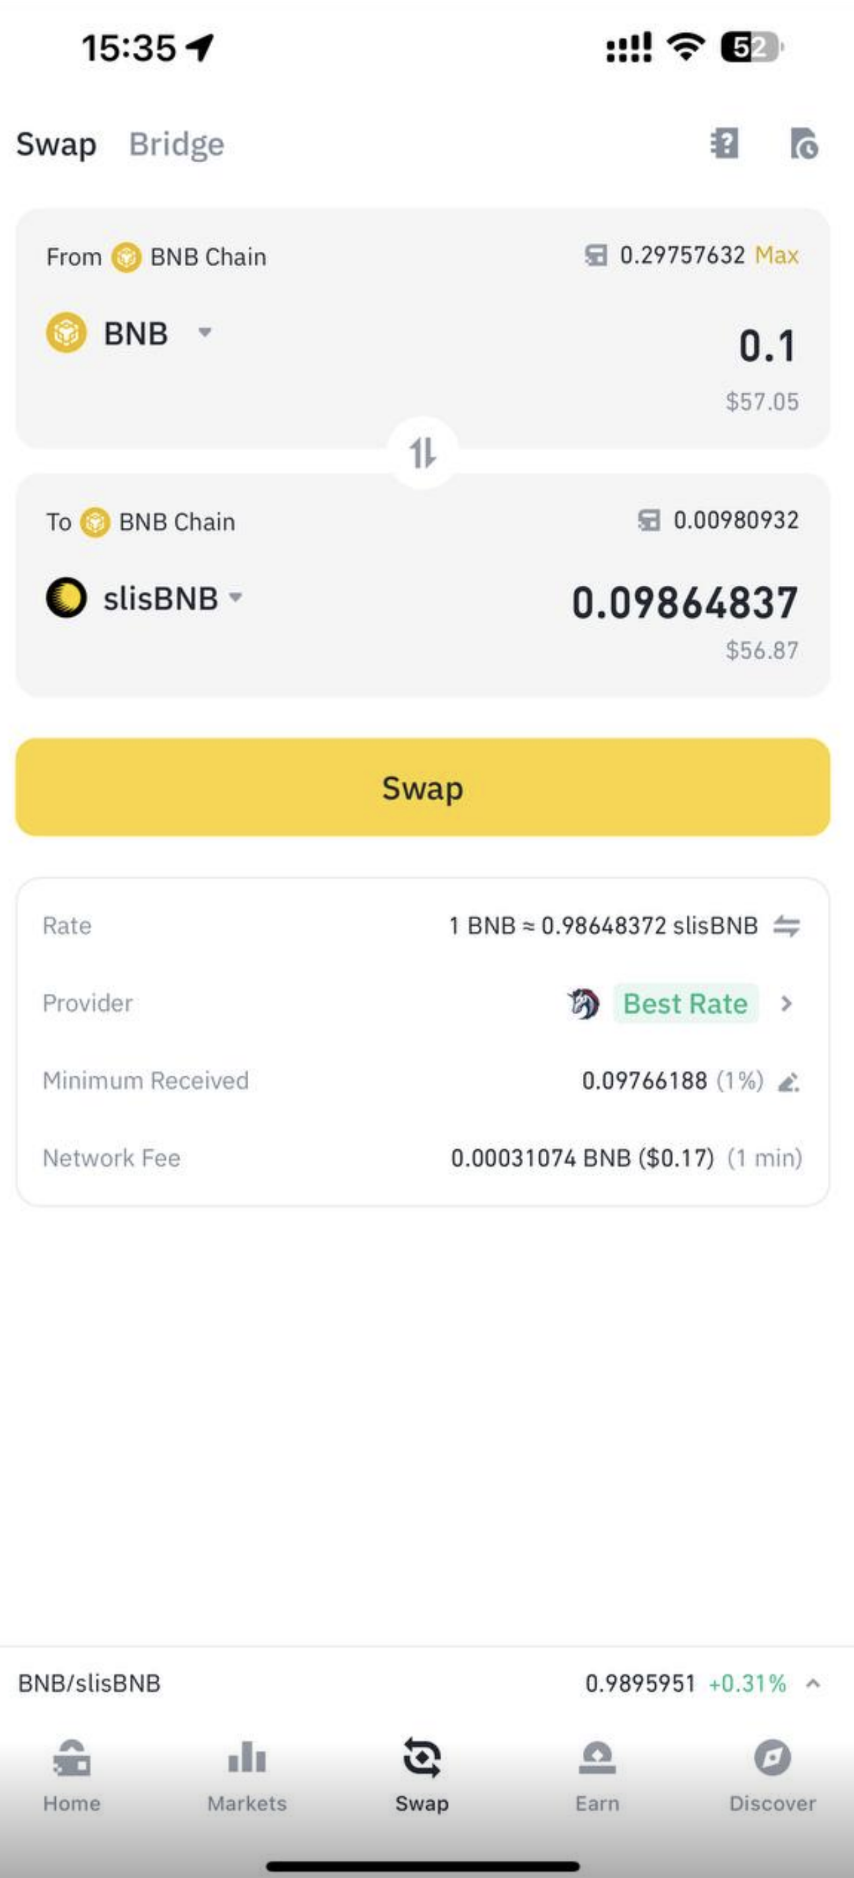 15:35
52
Swap Bridge
From BNB Chain 0.29757632 Max
BNB 0.1
$57.05
To BNB Chain 0.00980932
slisBNB 0.09864837
$56.87
Swap
Rate 1 BNB ≈ 0.98648372 slisBNB
Provider Best Rate
Minimum Received 0.09766188 (1%)
Network Fee 0.00031074 BNB ($0.17) (1 min)
BNB/slisBNB 0.9895951 +0.31%
Home Markets Swap Earn Discover